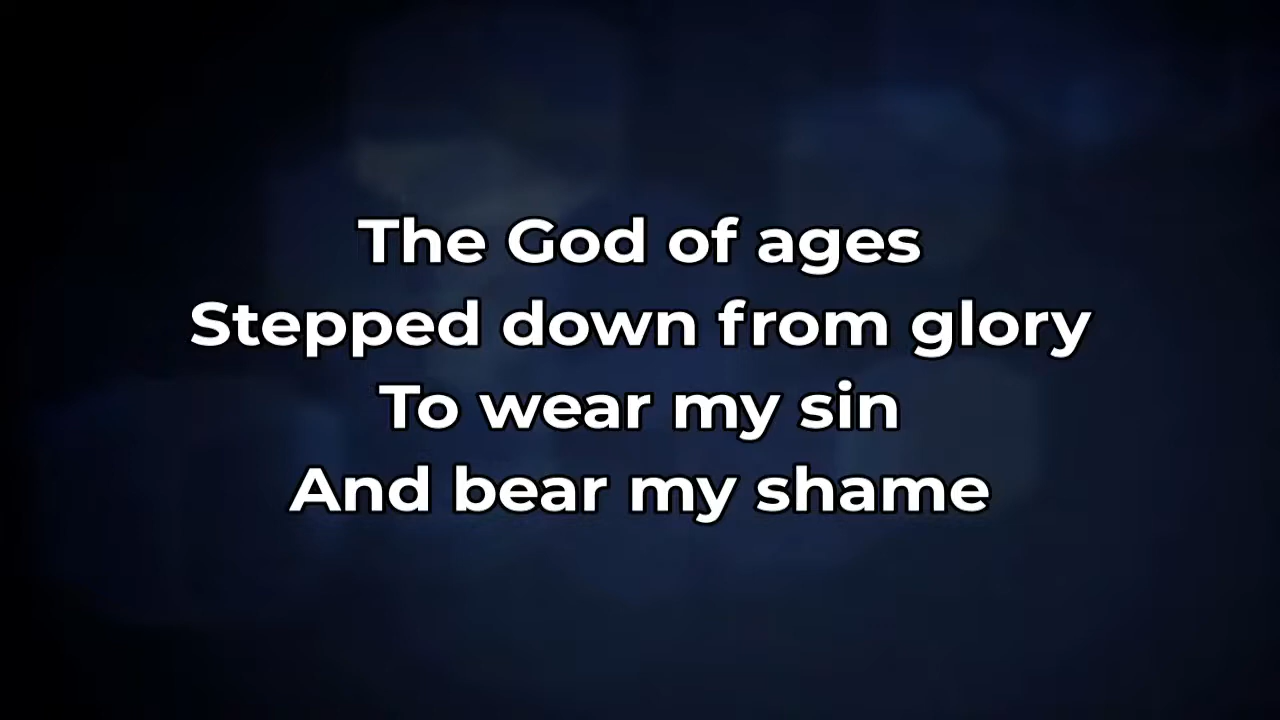 The God of ages
Stepped down from glory
To wear my sin
And bear my shame